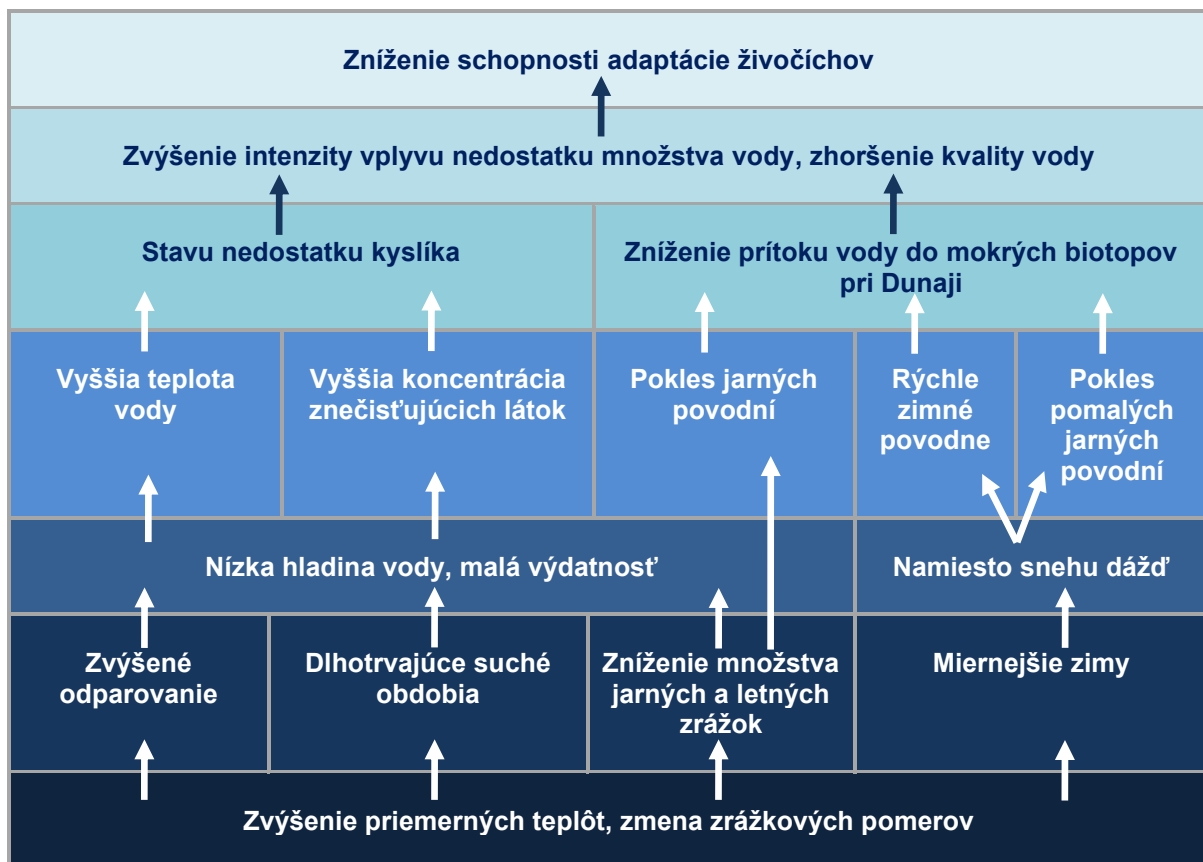 Zníženie schopnosti adaptácie živočíchov
Zvýšenie intenzity vplyvu nedostatku množstva vody, zhoršenie kvality vody
Stavu nedostatku kyslíka
Zníženie prítoku vody do mokrých biotopov
pri Dunaji
Vyššia teplota
vody
Vyššia koncentrácia
znečisťujúcich látok
Pokles jarných
povodní
Rýchle
zimné
povodne
Pokles
pomalých
jarných
povodní
Nízka hladina vody, malá výdatnosť
Namiesto snehu dážď
Zvýšené
odparovanie
Dlhotrvajúce suché
obdobia
Zníženie množstva
jarných a letných
zrážok
Miernejšie zimy
Zvýšenie priemerných teplôt, zmena zrážkových pomerov